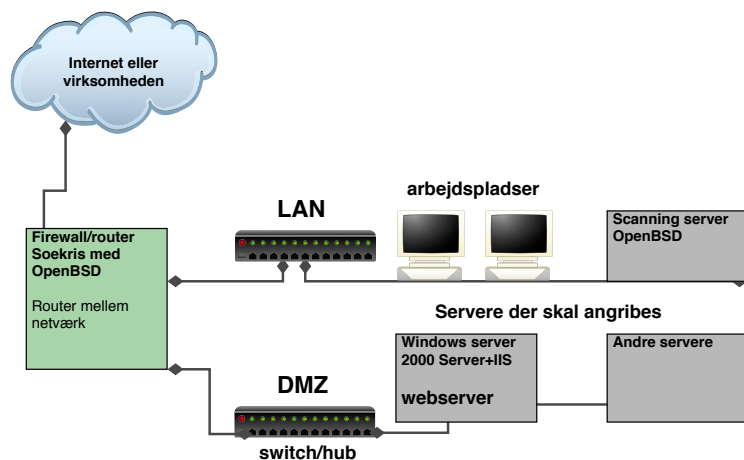 Internet eller
virksomheden
LAN
arbejdspladser
Firewall/router
Soekris med
OpenBSD
Router mellem
netværk
Scanning server
OpenBSD
Servere der skal angribes
Windows server
2000 Server+IIS
webserver
Andre servere
DMZ
switch/hub